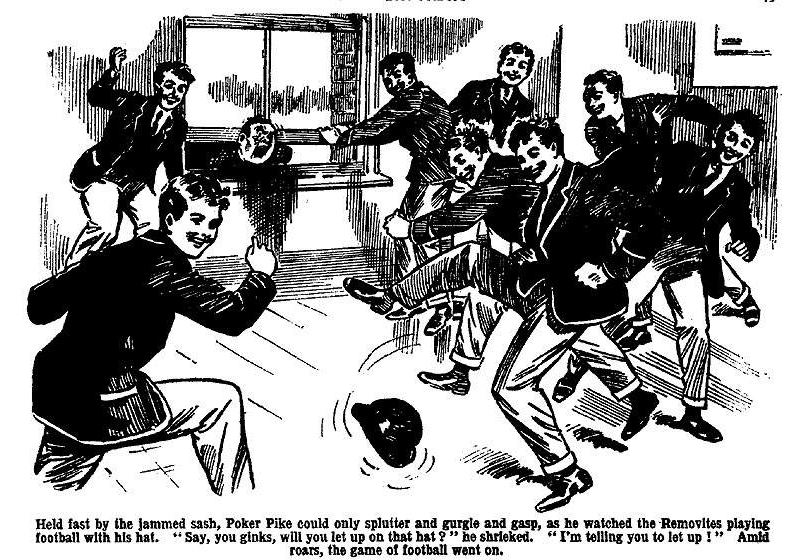 Held fast by the jammed sash, Poker Pike could only splutter and gurgle and gasp, as he watched the Removites playing
football with his hat. “ Say, you ginks, will you let up on that hat ? ” he shrieked. “ I’m telling you to let up ! ” Amid
roars, the game of football went on.